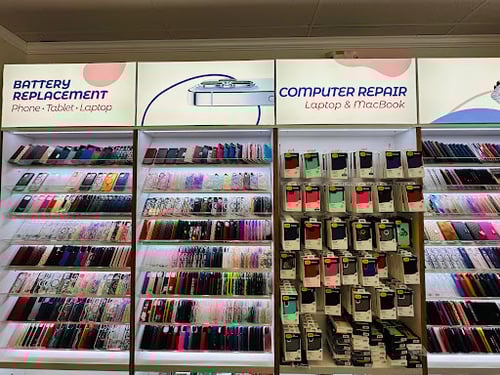 BATTERY
REPLACEMENT
Phone • Tablet • Laptop
COMPUTER REPAIR
Laptop & MacBook